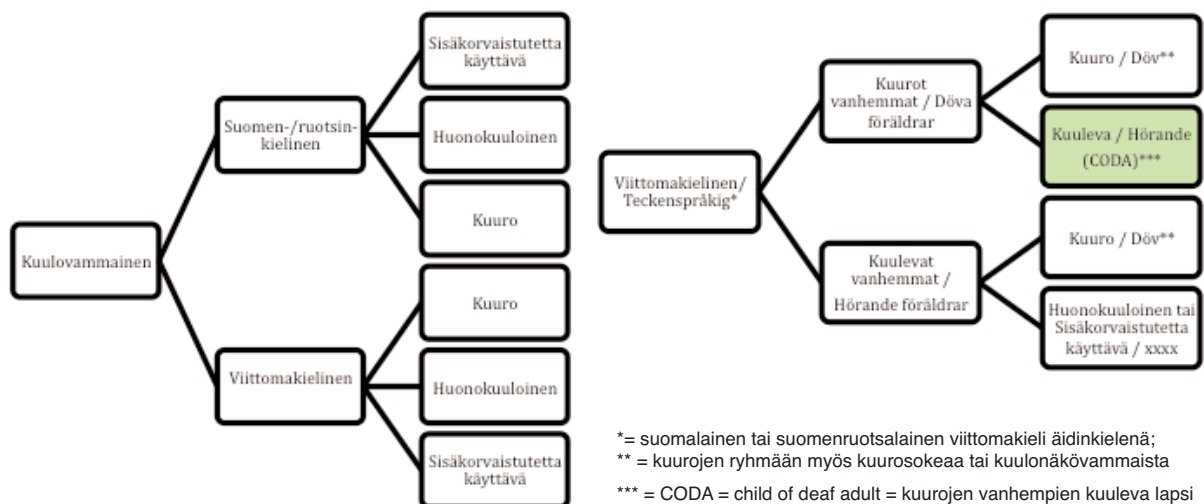 Kuulovammainen
Suomen-/ruotsin-
kielinen
Sisäkorvaistutetta
käyttävä
Huonokuuloinen
Kuuro
Viittomakielinen
Kuuro
Huonokuuloinen
Sisäkorvaistutetta
käyttävä
Viittomakielinen/
Teckenspråkig*
Kuurot
vanhemmat / Döva
föräldrar
Kuuro / Döv**
Kuuleva / Hörande
(CODA)***
Kuulevat
vanhemmat /
Hörande föräldrar
Kuuro / Döv**
Huonokuuloinen tai
Sisäkorvaistutetta
käyttävä / xxxx
*= suomalainen tai suomenruotsalainen viittomakieli äidinkielenä;
** = kuurojen ryhmään myös kuurosokeaa tai kuulonäkövammaista
*** = CODA = child of deaf adult = kuurojen vanhempien kuuleva lapsi